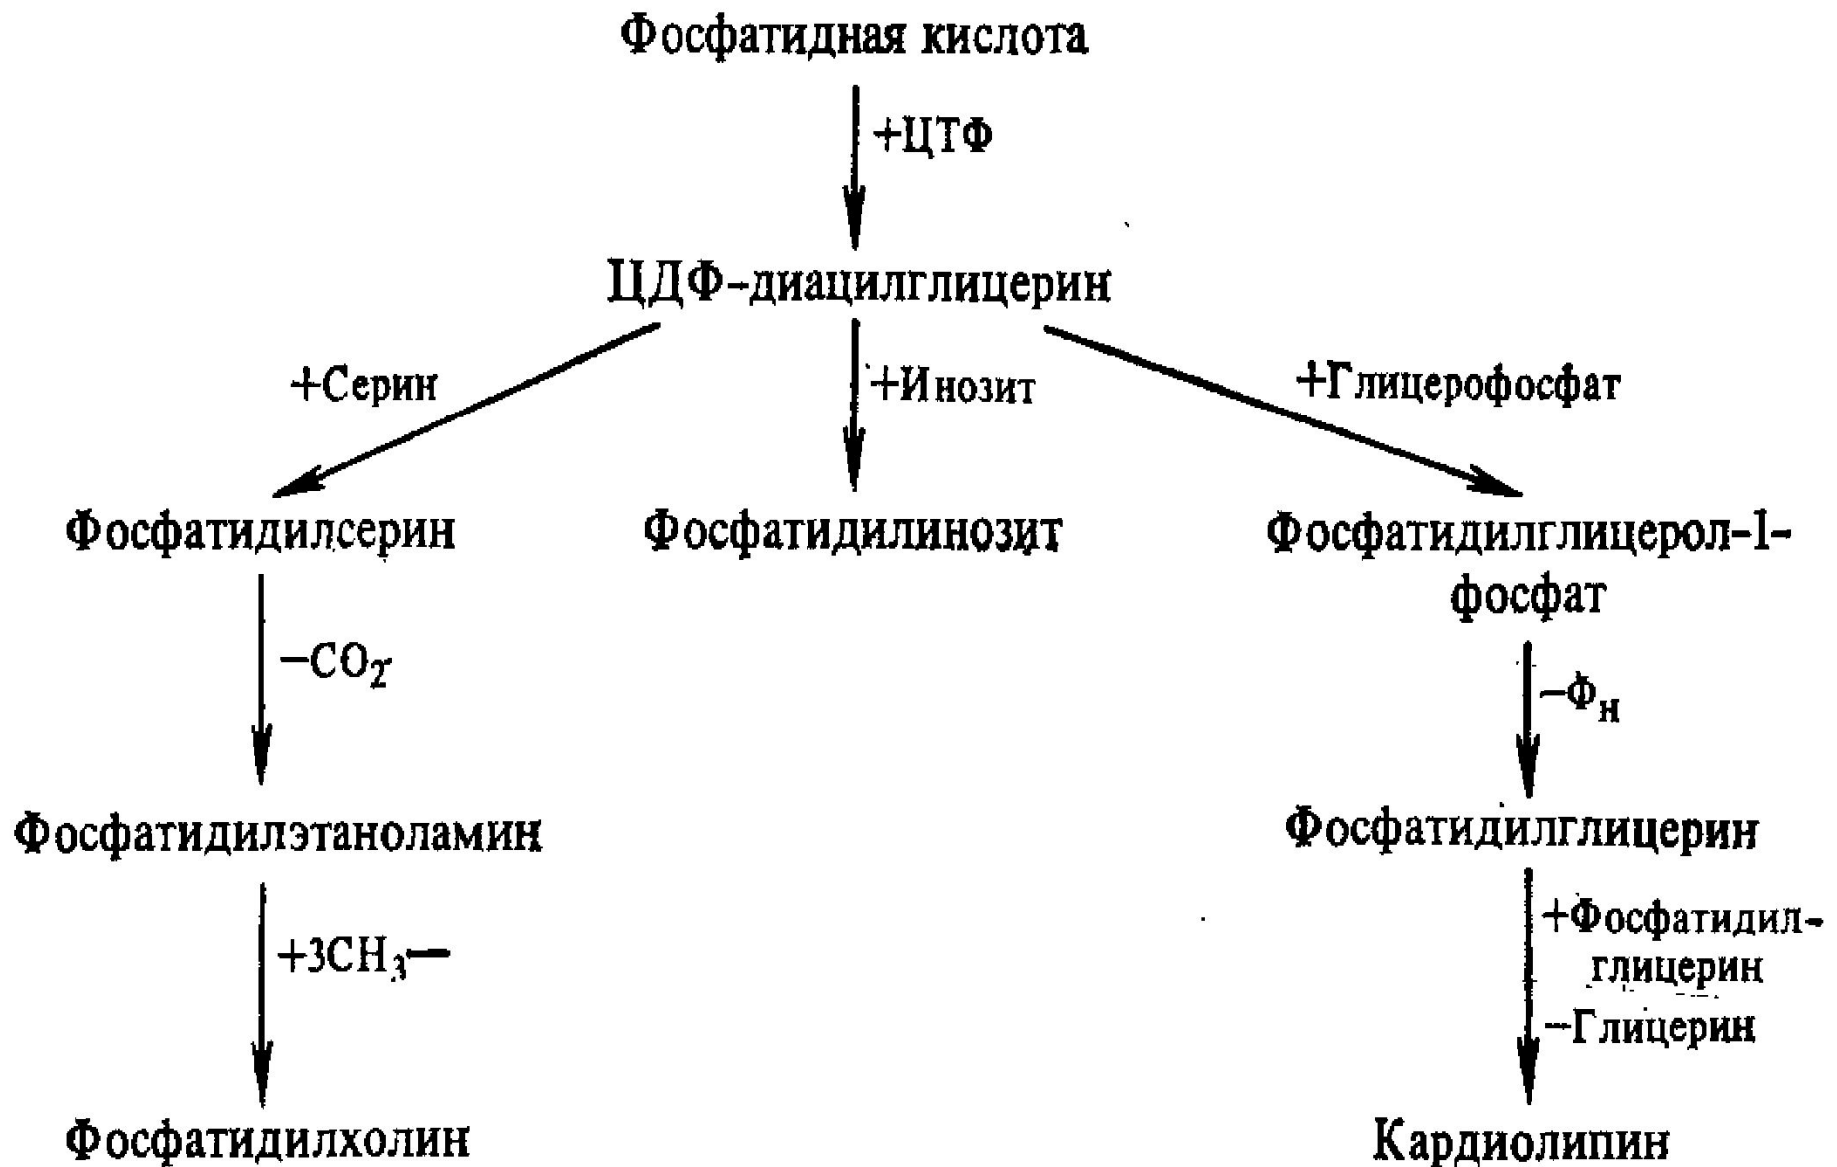 Фосфатидная кислота
+ЦТФ
ЦДФ-диацилглицерин
+Серин
+Инозит
+Глицерофосфат
Фосфатидилсерин
Фосфатидилинозит
Фосфатидилглицерол-1-
фосфат
−CO₂
−Фн
Фосфатидилэтаноламин
Фосфатидилглицерин
+3CH₃—
+Фосфатидил-
глицерин
−Глицерин
Фосфатидилхолин
Кардиолипин